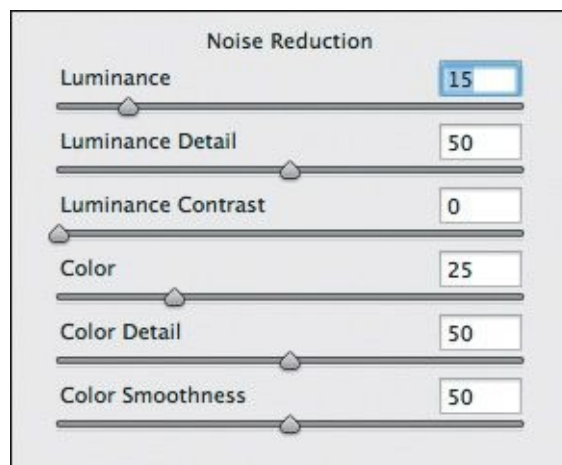 Noise Reduction
Luminance 15
Luminance Detail 50
Luminance Contrast 0
Color 25
Color Detail 50
Color Smoothness 50